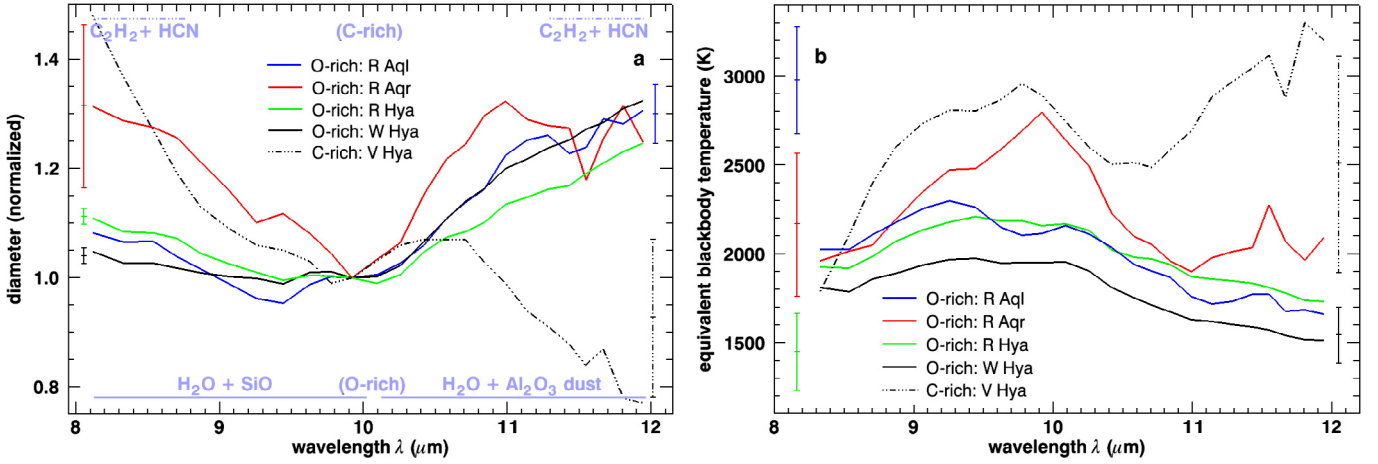 C₂H₂ + HCN (C-rich) C₂H₂ + HCN
a
O-rich: R Aql
O-rich: R Aqr
O-rich: R Hya
O-rich: W Hya
C-rich: V Hya
H₂O + SiO (O-rich) H₂O + Al₂O₃ dust
diameter (normalized)
1.4
1.2
1.0
0.8
8 9 10 11 12
wavelength λ (μm)
b
O-rich: R Aql
O-rich: R Aqr
O-rich: R Hya
O-rich: W Hya
C-rich: V Hya
equivalent blackbody temperature (K)
3000
2500
2000
1500
8 9 10 11 12
wavelength λ (μm)